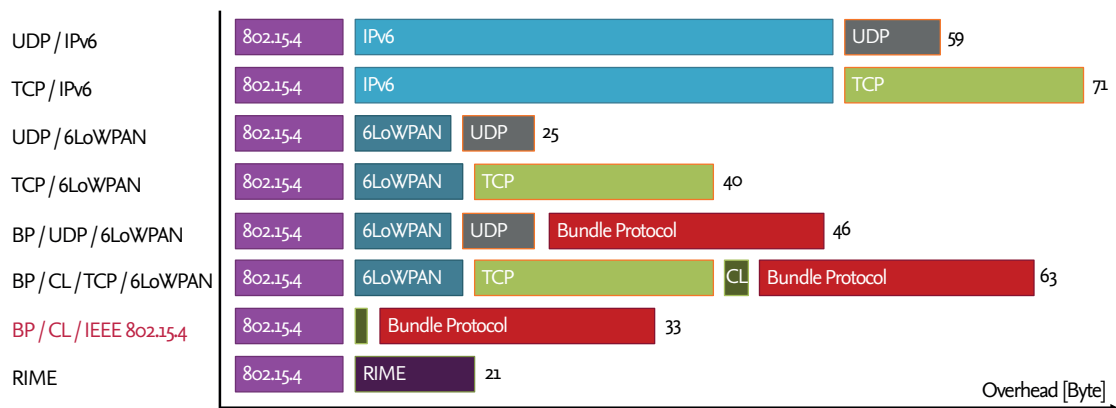 UDP / IPv6 802.15.4 IPv6 UDP 59
TCP / IPv6 802.15.4 IPv6 TCP 71
UDP / 6LoWPAN 802.15.4 6LoWPAN UDP 25
TCP / 6LoWPAN 802.15.4 6LoWPAN TCP 40
BP / UDP / 6LoWPAN 802.15.4 6LoWPAN UDP Bundle Protocol 46
BP / CL / TCP / 6LoWPAN 802.15.4 6LoWPAN TCP CL Bundle Protocol 63
BP / CL / IEEE 802.15.4 802.15.4 Bundle Protocol 33
RIME 802.15.4 RIME 21
Overhead [Byte]